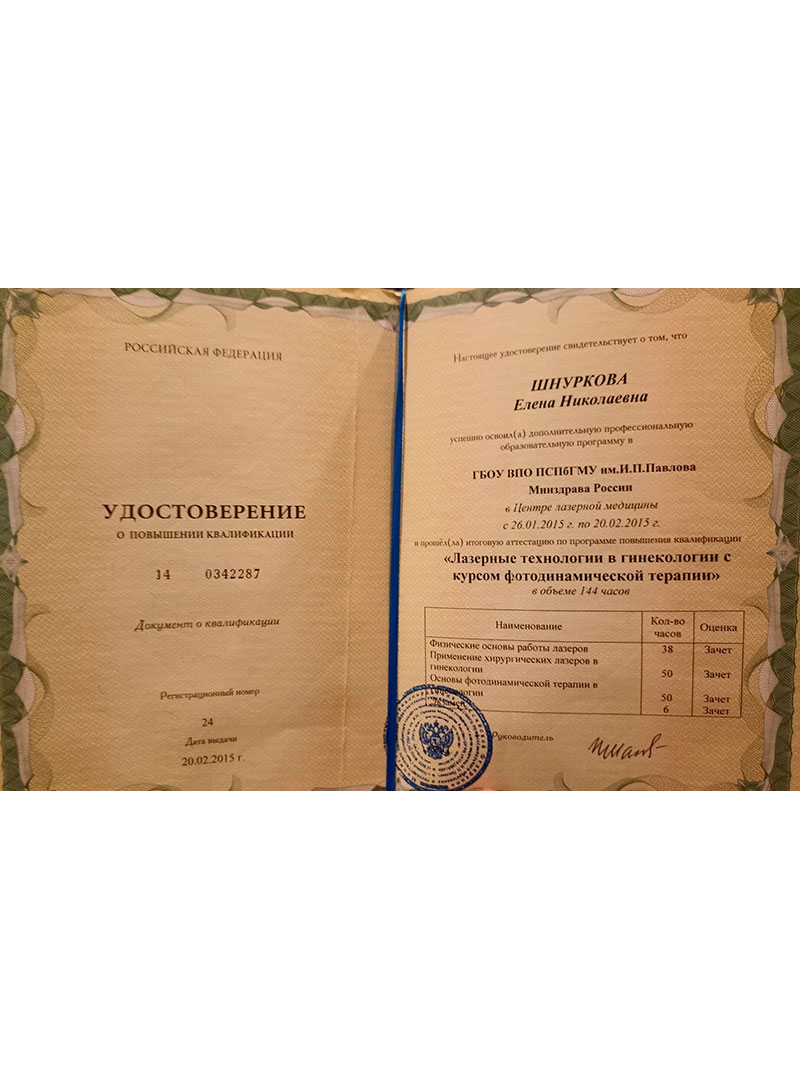 РОССИЙСКАЯ ФЕДЕРАЦИЯ
УДОСТОВЕРЕНИЕ
О ПОВЫШЕНИИ КВАЛИФИКАЦИИ
14 0342287
Документ о квалификации
Регистрационный номер
24
Дата выдачи
20.02.2015 г.
Настоящее удостоверение свидетельствует о том, что
ШНУРКОВА
Елена Николаевна
успешно освоил(а) дополнительную профессиональную
образовательную программу в
ГБОУ ВПО ПСПбГМУ им.И.П.Павлова
Минздрава России
в Центре лазерной медицины
с 26.01.2015 г. по 20.02.2015 г.
и прошёл(ла) итоговую аттестацию по программе повышения квалификации
«Лазерные технологии в гинекологии с
курсом фотодинамической терапии»
в объеме 144 часов
Наименование Кол-во часов Оценка
Физические основы работы лазеров 38 Зачет
Применение хирургических лазеров в
гинекологии 50 Зачет
Основы фотодинамической терапии в
50 Зачет
6 Зачет
Руководитель